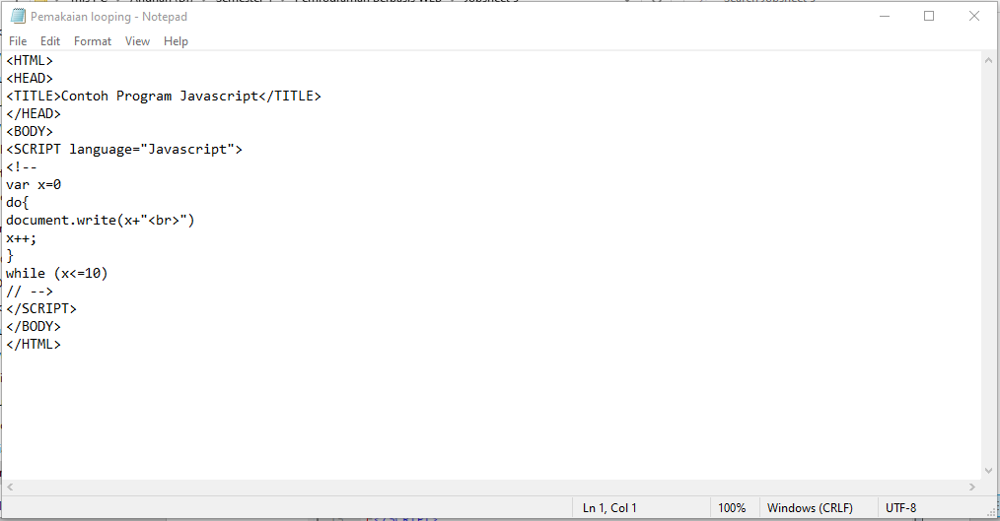 Pemakaian looping - Notepad
File Edit Format View Help
<HTML>
<HEAD>
<TITLE>Contoh Program Javascript</TITLE>
</HEAD>
<BODY>
<SCRIPT language="Javascript">
<!--
var x=0
do{
document.write(x+"<br>")
x++;
}
while (x<=10)
// -->
</SCRIPT>
</BODY>
</HTML>
Ln 1, Col 1 100% Windows (CRLF) UTF-8